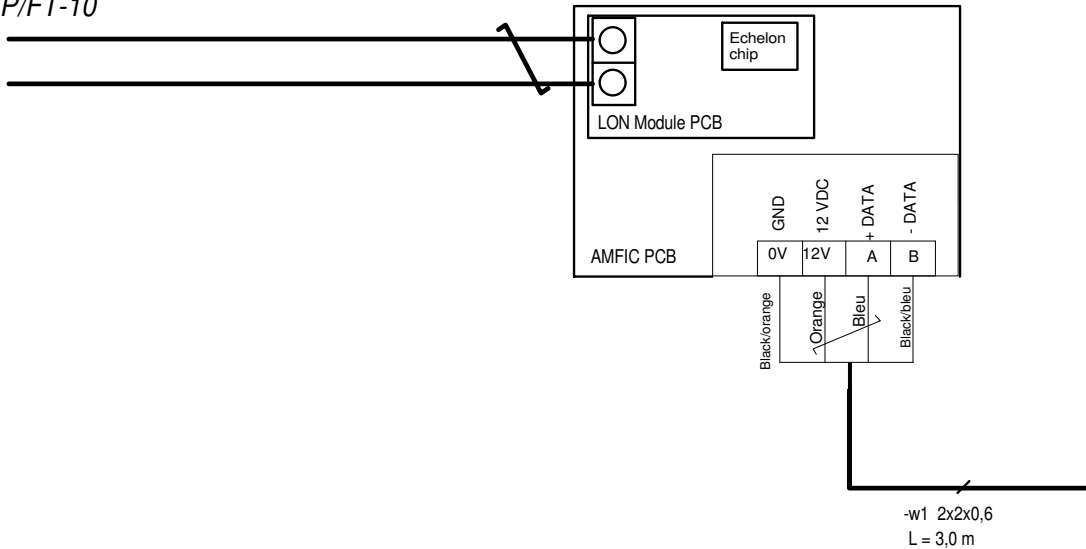 P/FT-10
Echelon
chip
LON Module PCB
GND
12 VDC
+ DATA
- DATA
AMFIC PCB
0V
12V
A
B
Black/orange
Orange
Bleu
Black/bleu
-w1 2x2x0,6
L = 3,0 m